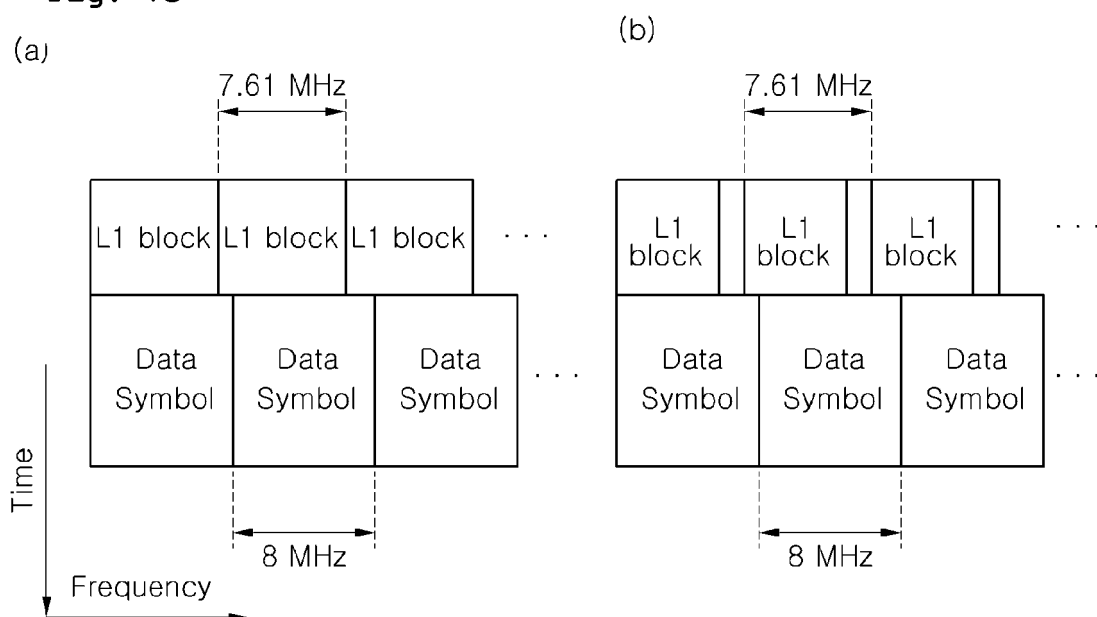 (a)
(b)
7.61 MHz
7.61 MHz
L1 block L1 block L1 block . . .
L1 block
L1 block
L1 block
. . .
Data Symbol
Data Symbol
Data Symbol
. . .
Data Symbol
Data Symbol
Data Symbol
. . .
8 MHz
8 MHz
Time
Frequency